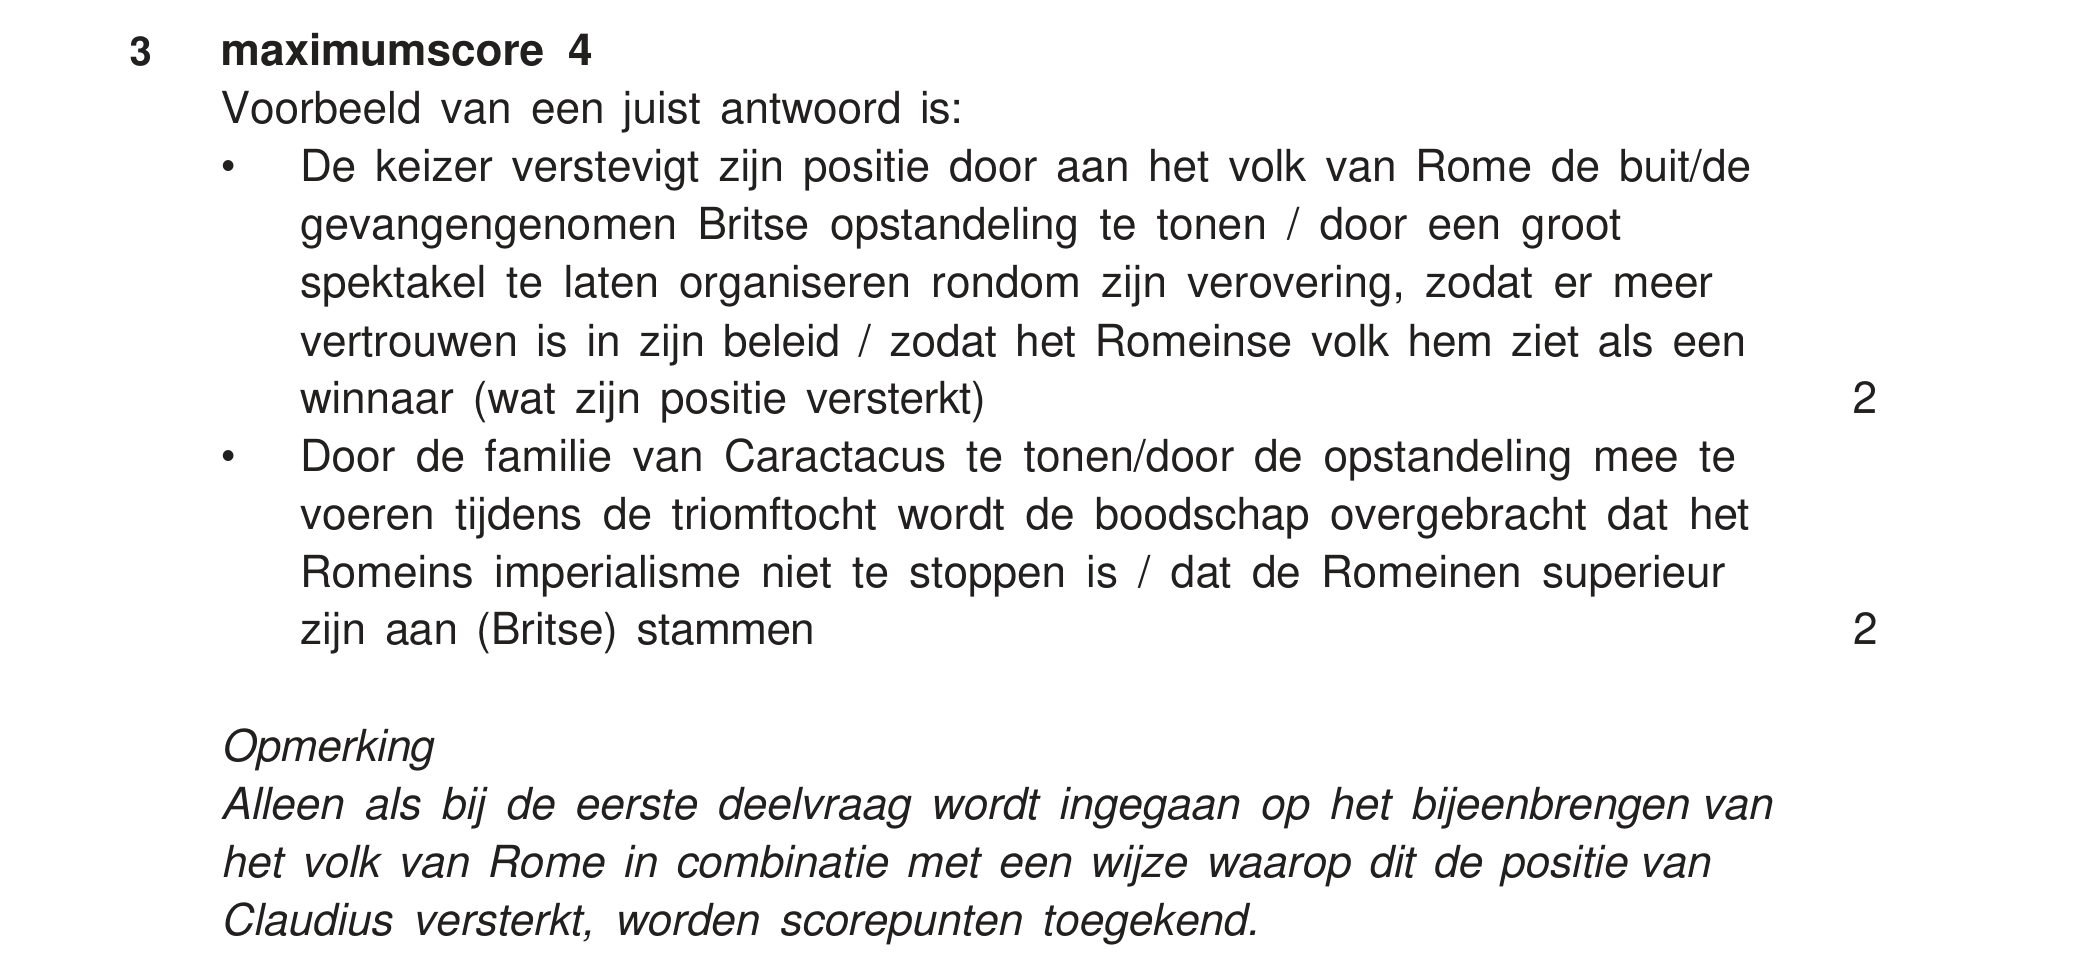 3 maximumscore 4
Voorbeeld van een juist antwoord is:
• De keizer verstevigt zijn positie door aan het volk van Rome de buit/de
gevangengenomen Britse opstandeling te tonen / door een groot
spektakel te laten organiseren rondom zijn verovering, zodat er meer
vertrouwen is in zijn beleid / zodat het Romeinse volk hem ziet als een
winnaar (wat zijn positie versterkt) 2
• Door de familie van Caractacus te tonen/door de opstandeling mee te
voeren tijdens de triomftocht wordt de boodschap overgebracht dat het
Romeins imperialisme niet te stoppen is / dat de Romeinen superieur
zijn aan (Britse) stammen 2
Opmerking
Alleen als bij de eerste deelvraag wordt ingegaan op het bijeenbrengen van
het volk van Rome in combinatie met een wijze waarop dit de positie van
Claudius versterkt, worden scorepunten toegekend.